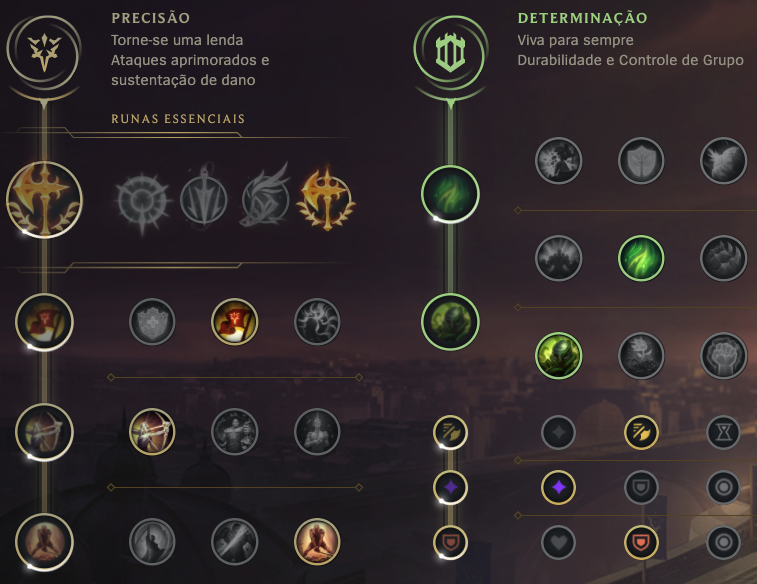 PRECISÃO
Torne-se uma lenda
Ataques aprimorados e
sustentação de dano
RUNAS ESSENCIAIS
DETERMINAÇÃO
Viva para sempre
Durabilidade e Controle de Grupo